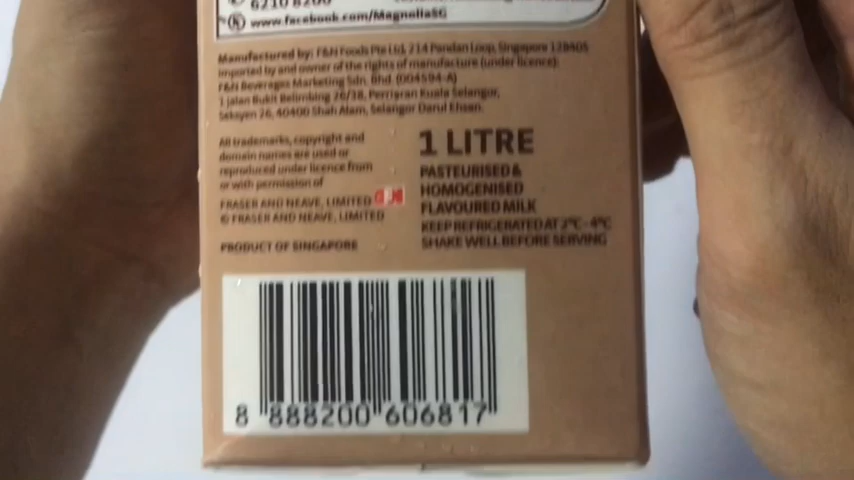 6210 8200
www.facebook.com/MagnoliaSG
Manufactured by: F&N Foods Pte Ltd, 214 Pandan Loop, Singapore 128405
Imported by and owner of the rights of manufacture (under licence):
F&N Beverages Marketing Sdn. Bhd. (004594-A)
1 Jalan Bukit Belimbing 26/38, Persiaran Kuala Selangor,
Seksyen 26, 40400 Shah Alam, Selangor Darul Ehsan.
All trademarks, copyright and
domain names are used or
reproduced under licence from
or with permission of
FRASER AND NEAVE, LIMITED
© FRASER AND NEAVE, LIMITED
PRODUCT OF SINGAPORE
1 LITRE
PASTEURISED &
HOMOGENISED
FLAVOURED MILK
KEEP REFRIGERATED AT 2°C - 4°C
SHAKE WELL BEFORE SERVING
8 888200 606817